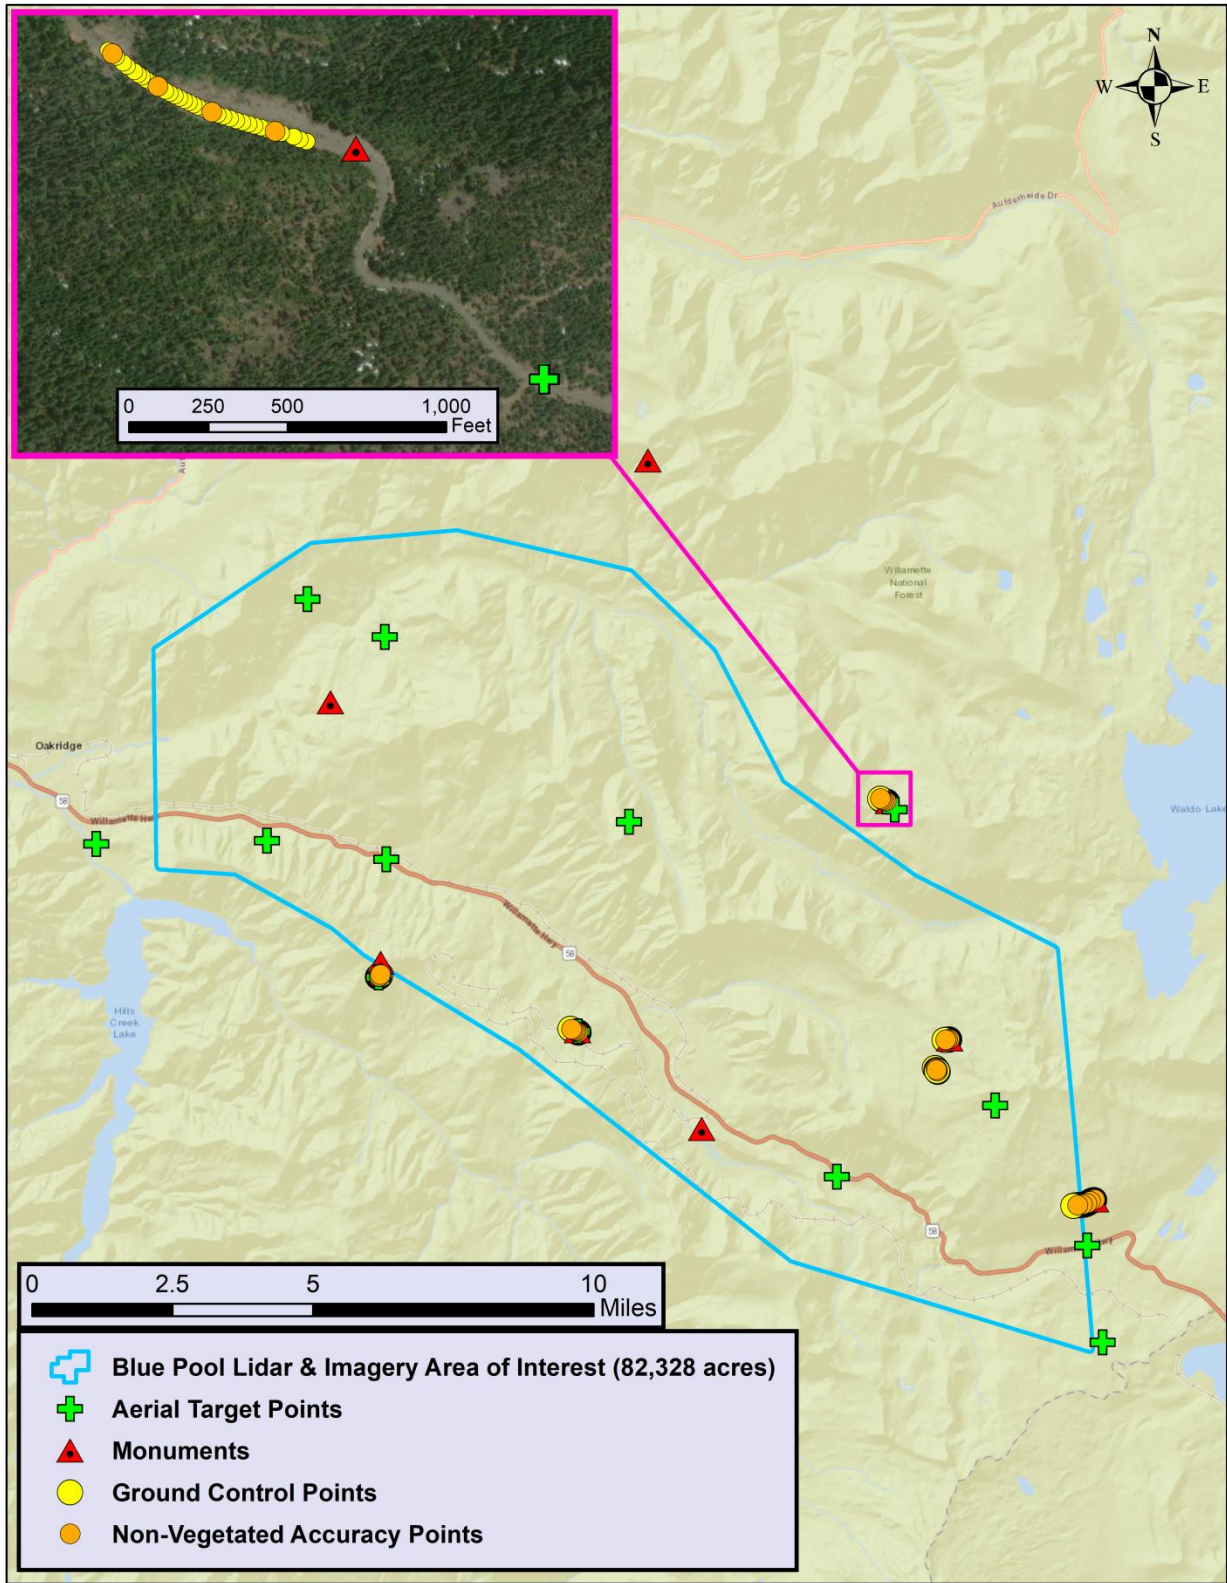 N
W E
S
Aufderheide Dr
0 250 500 1,000
Feet
Willamette
National
Forest
Oakridge
58
Willamette Hwy
Waldo Lake
Willamette Hwy
58
Hills
Creek
Lake
58
0 2.5 5 10
Miles
Blue Pool Lidar & Imagery Area of Interest (82,328 acres)
Aerial Target Points
Monuments
Ground Control Points
Non-Vegetated Accuracy Points